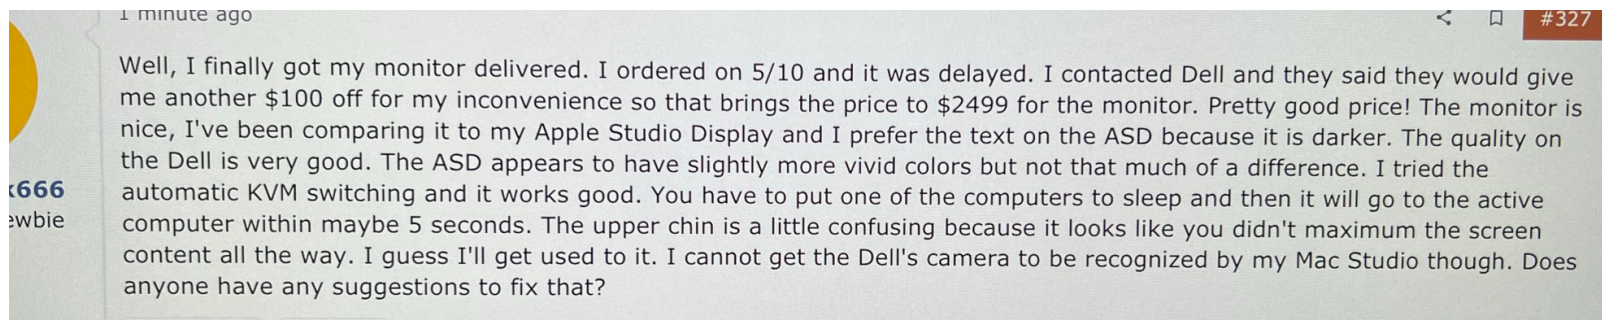 1 minute ago
#327
Well, I finally got my monitor delivered. I ordered on 5/10 and it was delayed. I contacted Dell and they said they would give
me another $100 off for my inconvenience so that brings the price to $2499 for the monitor. Pretty good price! The monitor is
nice, I've been comparing it to my Apple Studio Display and I prefer the text on the ASD because it is darker. The quality on
the Dell is very good. The ASD appears to have slightly more vivid colors but not that much of a difference. I tried the
automatic KVM switching and it works good. You have to put one of the computers to sleep and then it will go to the active
computer within maybe 5 seconds. The upper chin is a little confusing because it looks like you didn't maximum the screen
content all the way. I guess I'll get used to it. I cannot get the Dell's camera to be recognized by my Mac Studio though. Does
anyone have any suggestions to fix that?
666
ewbie